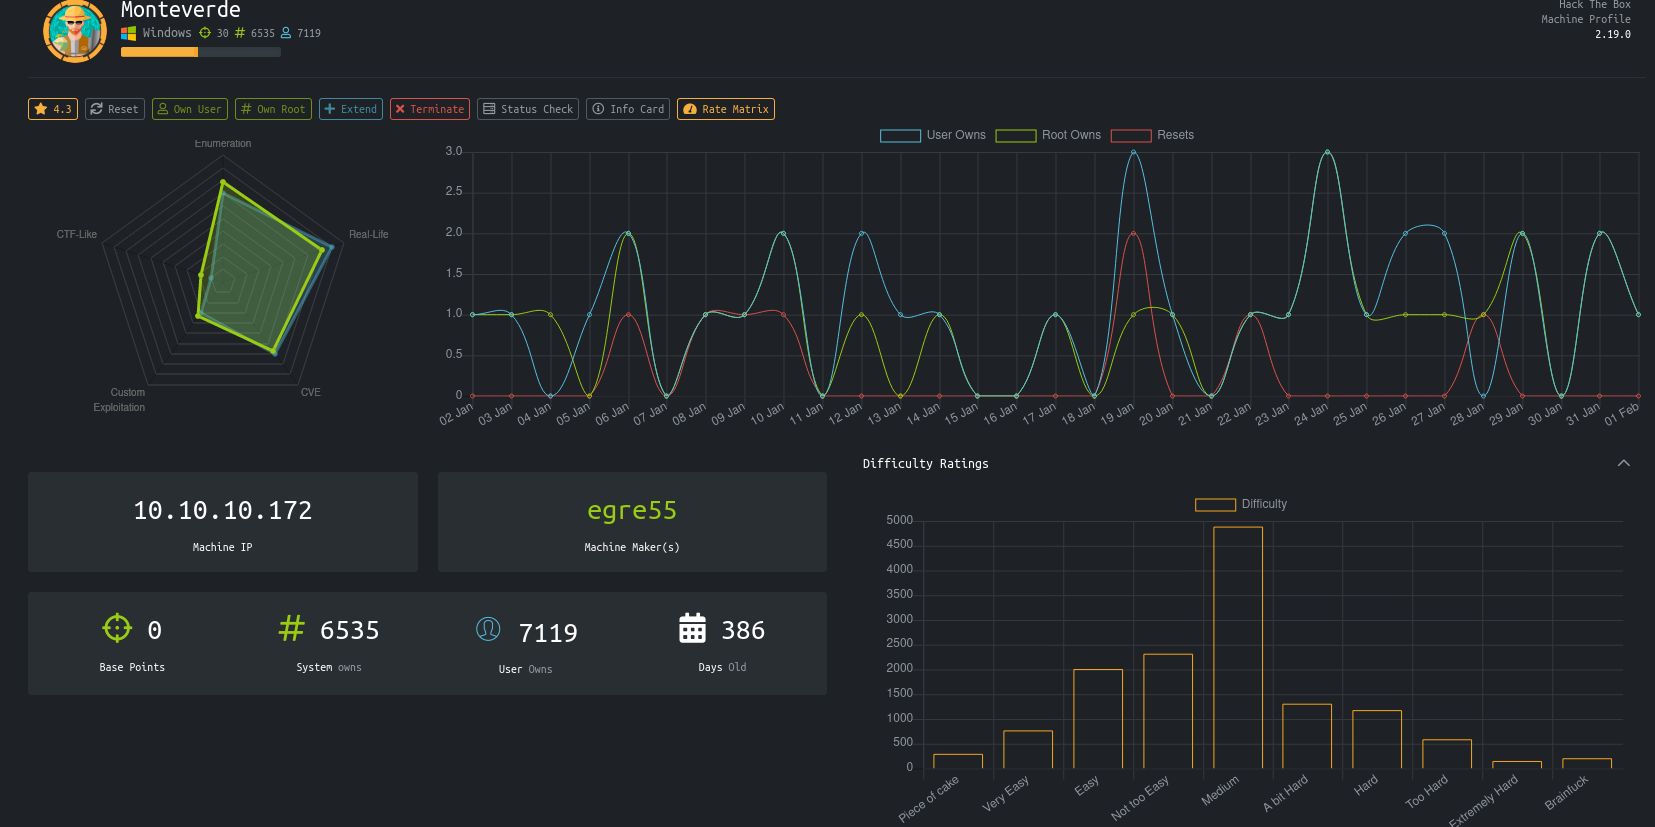 Monteverde
Windows 30 # 6535 7119
Hack The Box
Machine Profile
2.19.0
4.3 Reset Own User # Own Root Extend Terminate Status Check Info Card Rate Matrix
Enumeration
Real-Life
CVE
Custom
Exploitation
CTF-Like
User Owns Root Owns Resets
3.0
2.5
2.0
1.5
1.0
0.5
0
02 Jan 03 Jan 04 Jan 05 Jan 06 Jan 07 Jan 08 Jan 09 Jan 10 Jan 11 Jan 12 Jan 13 Jan 14 Jan 15 Jan 16 Jan 17 Jan 18 Jan 19 Jan 20 Jan 21 Jan 22 Jan 23 Jan 24 Jan 25 Jan 26 Jan 27 Jan 28 Jan 29 Jan 30 Jan 31 Jan 01 Feb
10.10.10.172
Machine IP
egre55
Machine Maker(s)
0
Base Points
# 6535
System owns
7119
User Owns
386
Days Old
Difficulty Ratings
Difficulty
5000
4500
4000
3500
3000
2500
2000
1500
1000
500
0
Piece of cake Very Easy Easy Not too Easy Medium A bit Hard Hard Too Hard Extremely Hard Brainfuck